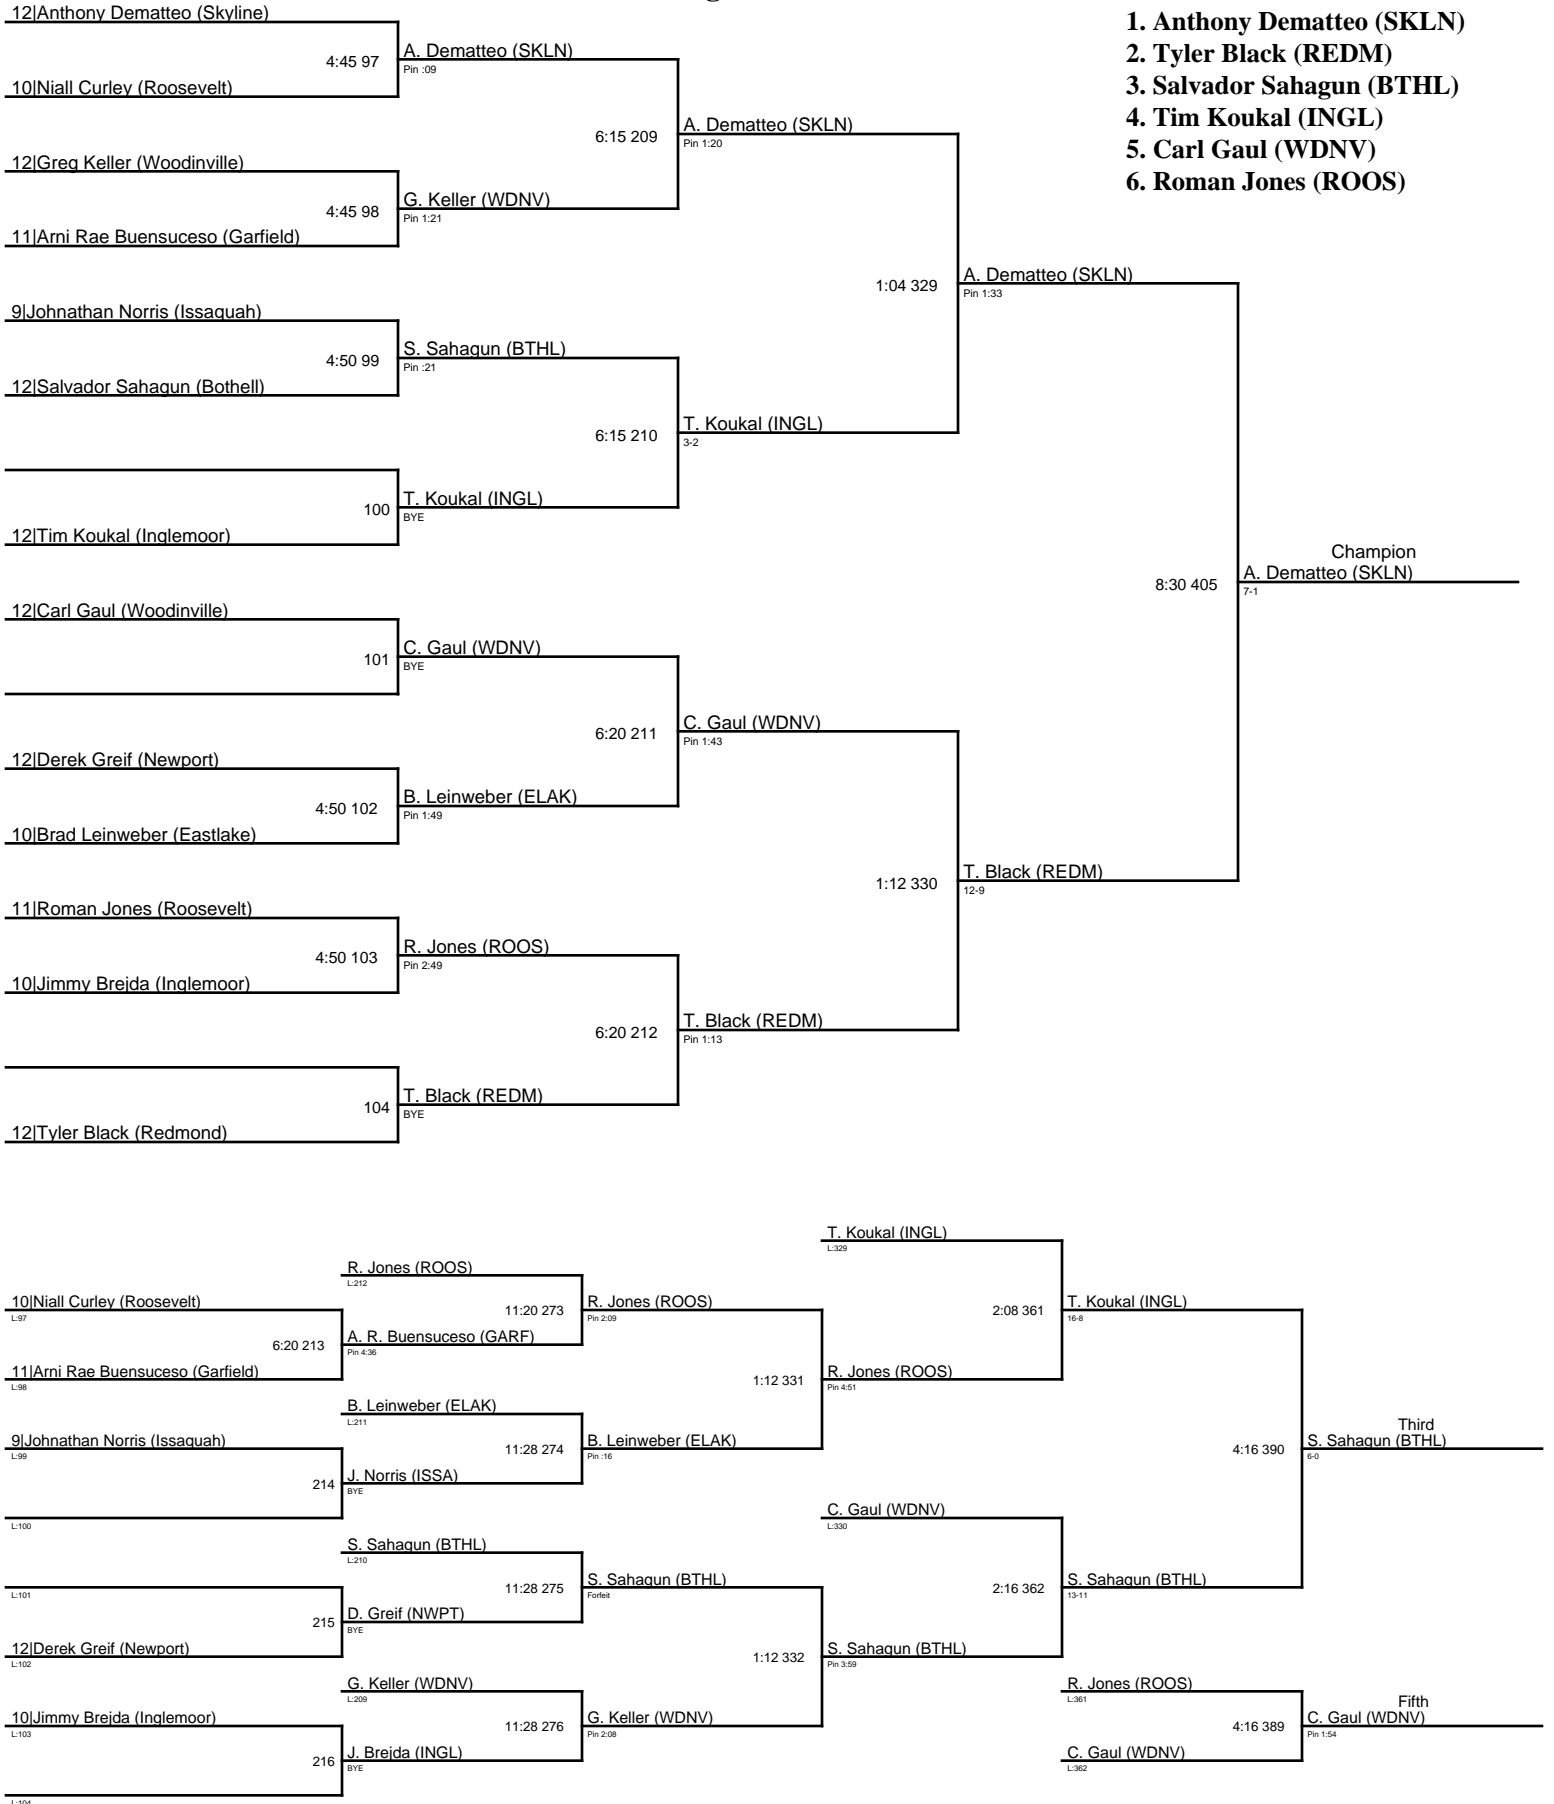 1. Anthony Dematteo (SKLN)
2. Tyler Black (REDM)
3. Salvador Sahagun (BTHL)
4. Tim Koukal (INGL)
5. Carl Gaul (WDNV)
6. Roman Jones (ROOS)
12|Anthony Dematteo (Skyline)
4:45 97
A. Dematteo (SKLN)
Pin :09
10|Niall Curley (Roosevelt)
6:15 209
A. Dematteo (SKLN)
Pin 1:20
12|Greg Keller (Woodinville)
4:45 98
G. Keller (WDNV)
Pin 1:21
11|Arni Rae Buensuceso (Garfield)
1:04 329
A. Dematteo (SKLN)
Pin 1:33
9|Johnathan Norris (Issaquah)
4:50 99
S. Sahagun (BTHL)
Pin :21
12|Salvador Sahagun (Bothell)
6:15 210
T. Koukal (INGL)
3-2
100
T. Koukal (INGL)
BYE
12|Tim Koukal (Inglemoor)
8:30 405
Champion
A. Dematteo (SKLN)
7-1
12|Carl Gaul (Woodinville)
101
C. Gaul (WDNV)
BYE
6:20 211
C. Gaul (WDNV)
Pin 1:43
12|Derek Greif (Newport)
4:50 102
B. Leinweber (ELAK)
Pin 1:49
10|Brad Leinweber (Eastlake)
1:12 330
T. Black (REDM)
12-9
11|Roman Jones (Roosevelt)
4:50 103
R. Jones (ROOS)
Pin 2:49
10|Jimmy Brejda (Inglemoor)
6:20 212
T. Black (REDM)
Pin 1:13
104
T. Black (REDM)
BYE
12|Tyler Black (Redmond)
T. Koukal (INGL)
L:329
R. Jones (ROOS)
L:212
10|Niall Curley (Roosevelt)
L:97
11:20 273
R. Jones (ROOS)
Pin 2:09
2:08 361
T. Koukal (INGL)
16-8
6:20 213
A. R. Buensuceso (GARF)
Pin 4:36
11|Arni Rae Buensuceso (Garfield)
L:98
1:12 331
R. Jones (ROOS)
Pin 4:51
B. Leinweber (ELAK)
L:211
9|Johnathan Norris (Issaquah)
L:99
11:28 274
B. Leinweber (ELAK)
Pin :16
4:16 390
Third
S. Sahagun (BTHL)
6-0
214
J. Norris (ISSA)
BYE
L:100
C. Gaul (WDNV)
L:330
S. Sahagun (BTHL)
L:210
L:101
11:28 275
S. Sahagun (BTHL)
Forfeit
2:16 362
S. Sahagun (BTHL)
13-11
215
D. Greif (NWPT)
BYE
12|Derek Greif (Newport)
L:102
1:12 332
S. Sahagun (BTHL)
Pin 3:59
G. Keller (WDNV)
L:209
R. Jones (ROOS)
L:361
10|Jimmy Brejda (Inglemoor)
L:103
11:28 276
G. Keller (WDNV)
Pin 2:08
4:16 389
Fifth
C. Gaul (WDNV)
Pin 1:54
216
J. Brejda (INGL)
BYE
C. Gaul (WDNV)
L:362
L:104